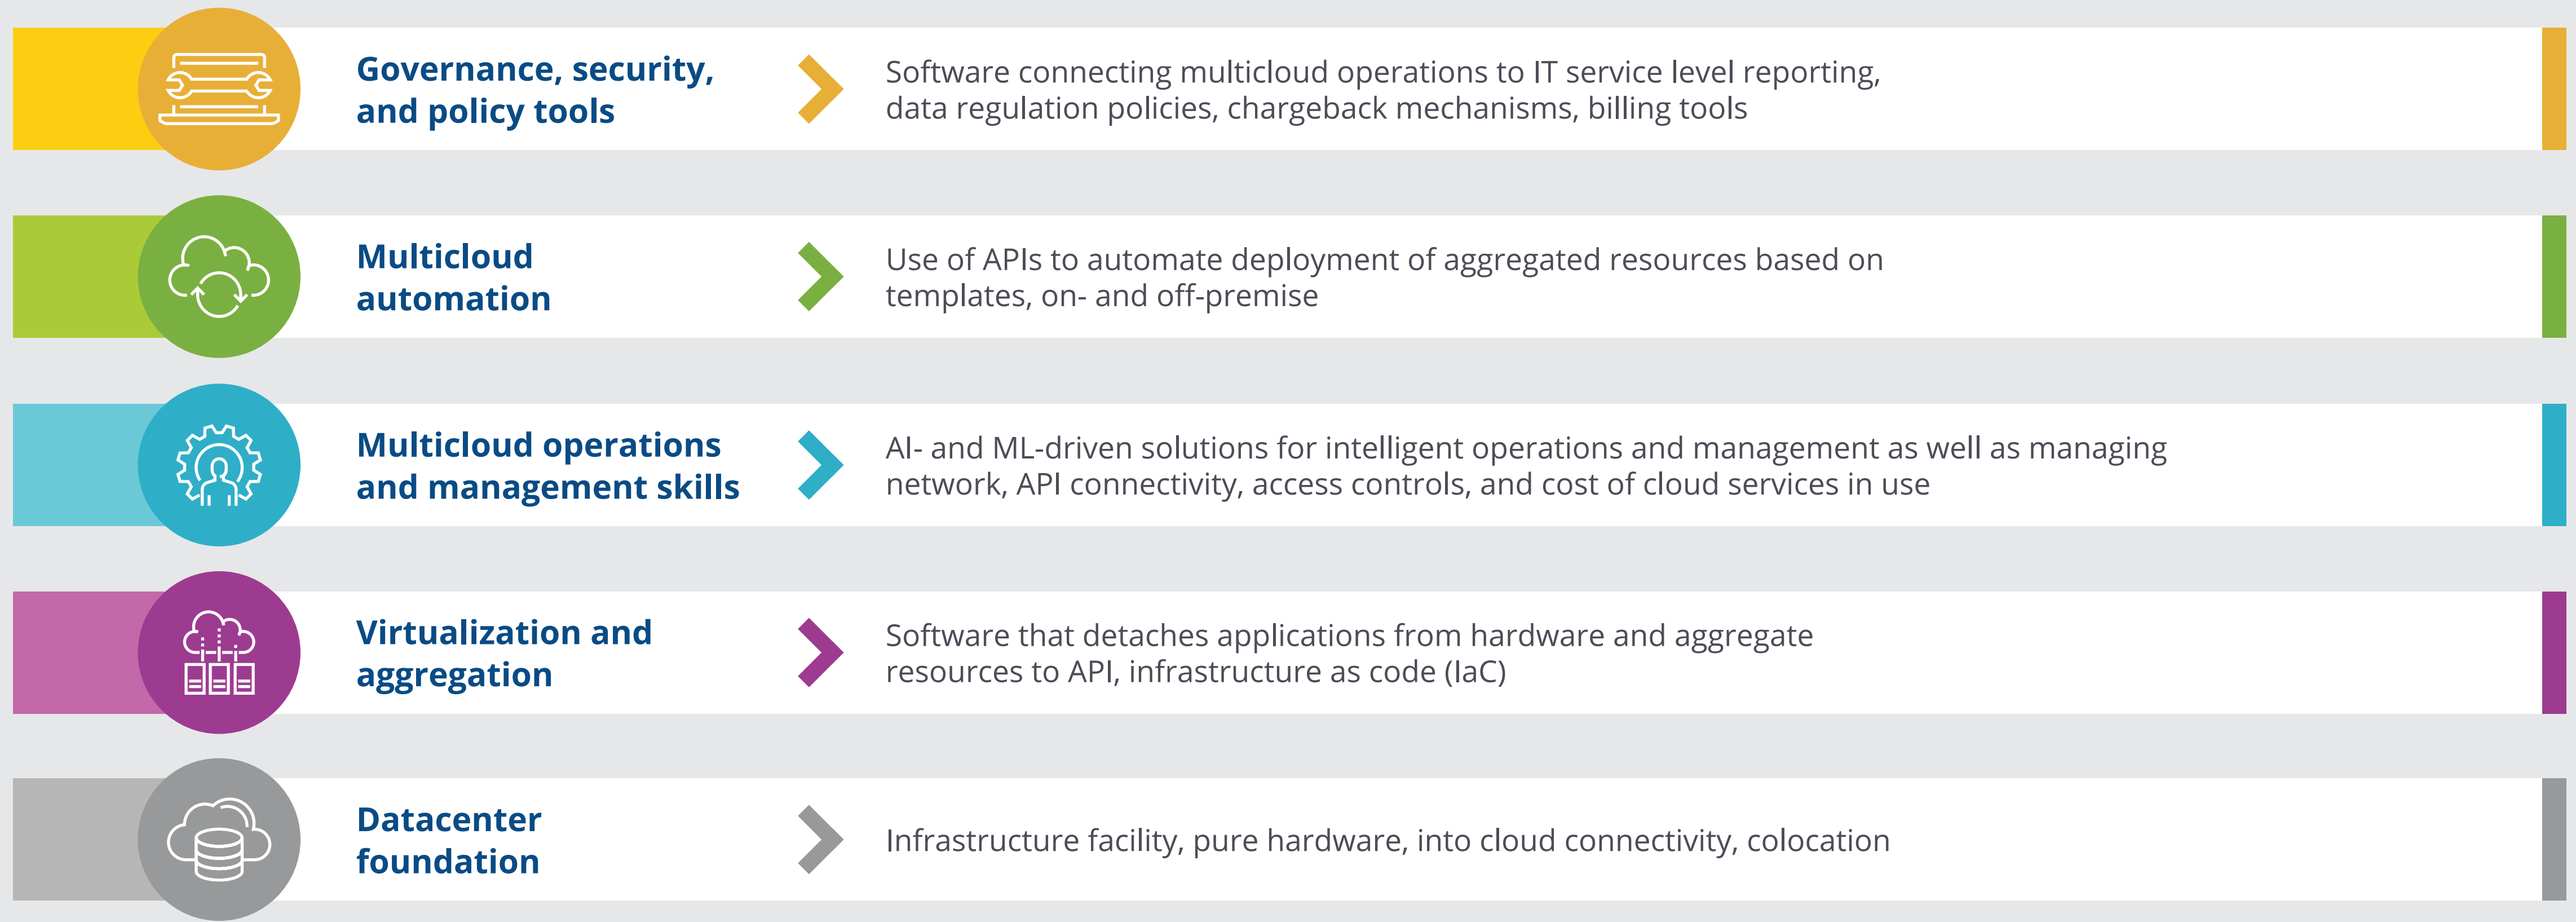 Governance, security,
and policy tools
Software connecting multicloud operations to IT service level reporting,
data regulation policies, chargeback mechanisms, billing tools
Multicloud
automation
Use of APIs to automate deployment of aggregated resources based on
templates, on- and off-premise
Multicloud operations
and management skills
AI- and ML-driven solutions for intelligent operations and management as well as managing
network, API connectivity, access controls, and cost of cloud services in use
Virtualization and
aggregation
Software that detaches applications from hardware and aggregate
resources to API, infrastructure as code (IaC)
Datacenter
foundation
Infrastructure facility, pure hardware, into cloud connectivity, colocation